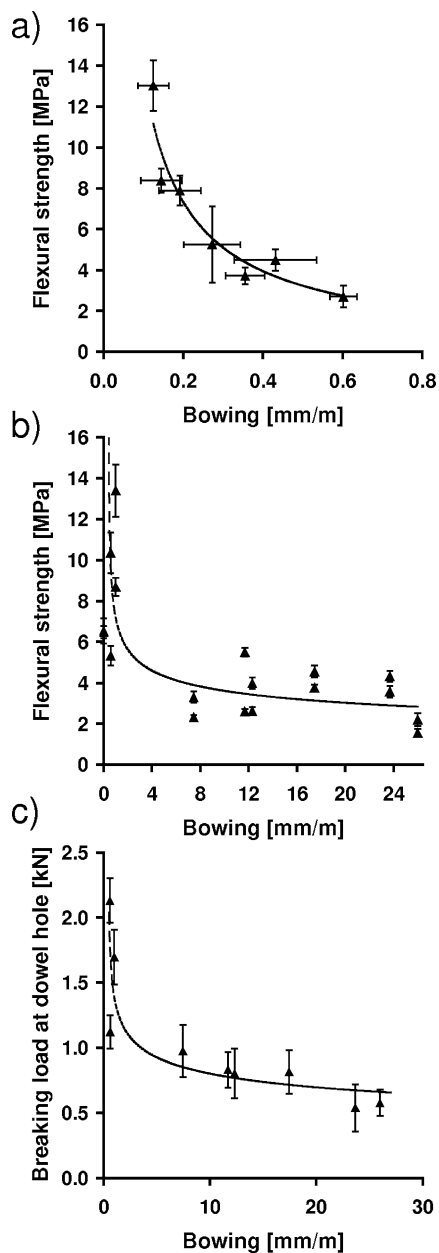 a)
Flexural strength [MPa]
16
14
12
10
8
6
4
2
0
0.0 0.2 0.4 0.6 0.8
Bowing [mm/m]
b)
Flexural strength [MPa]
16
14
12
10
8
6
4
2
0
0 4 8 12 16 20 24
Bowing [mm/m]
c)
Breaking load at dowel hole [kN]
2.5
2.0
1.5
1.0
0.5
0.0
0 10 20 30
Bowing [mm/m]